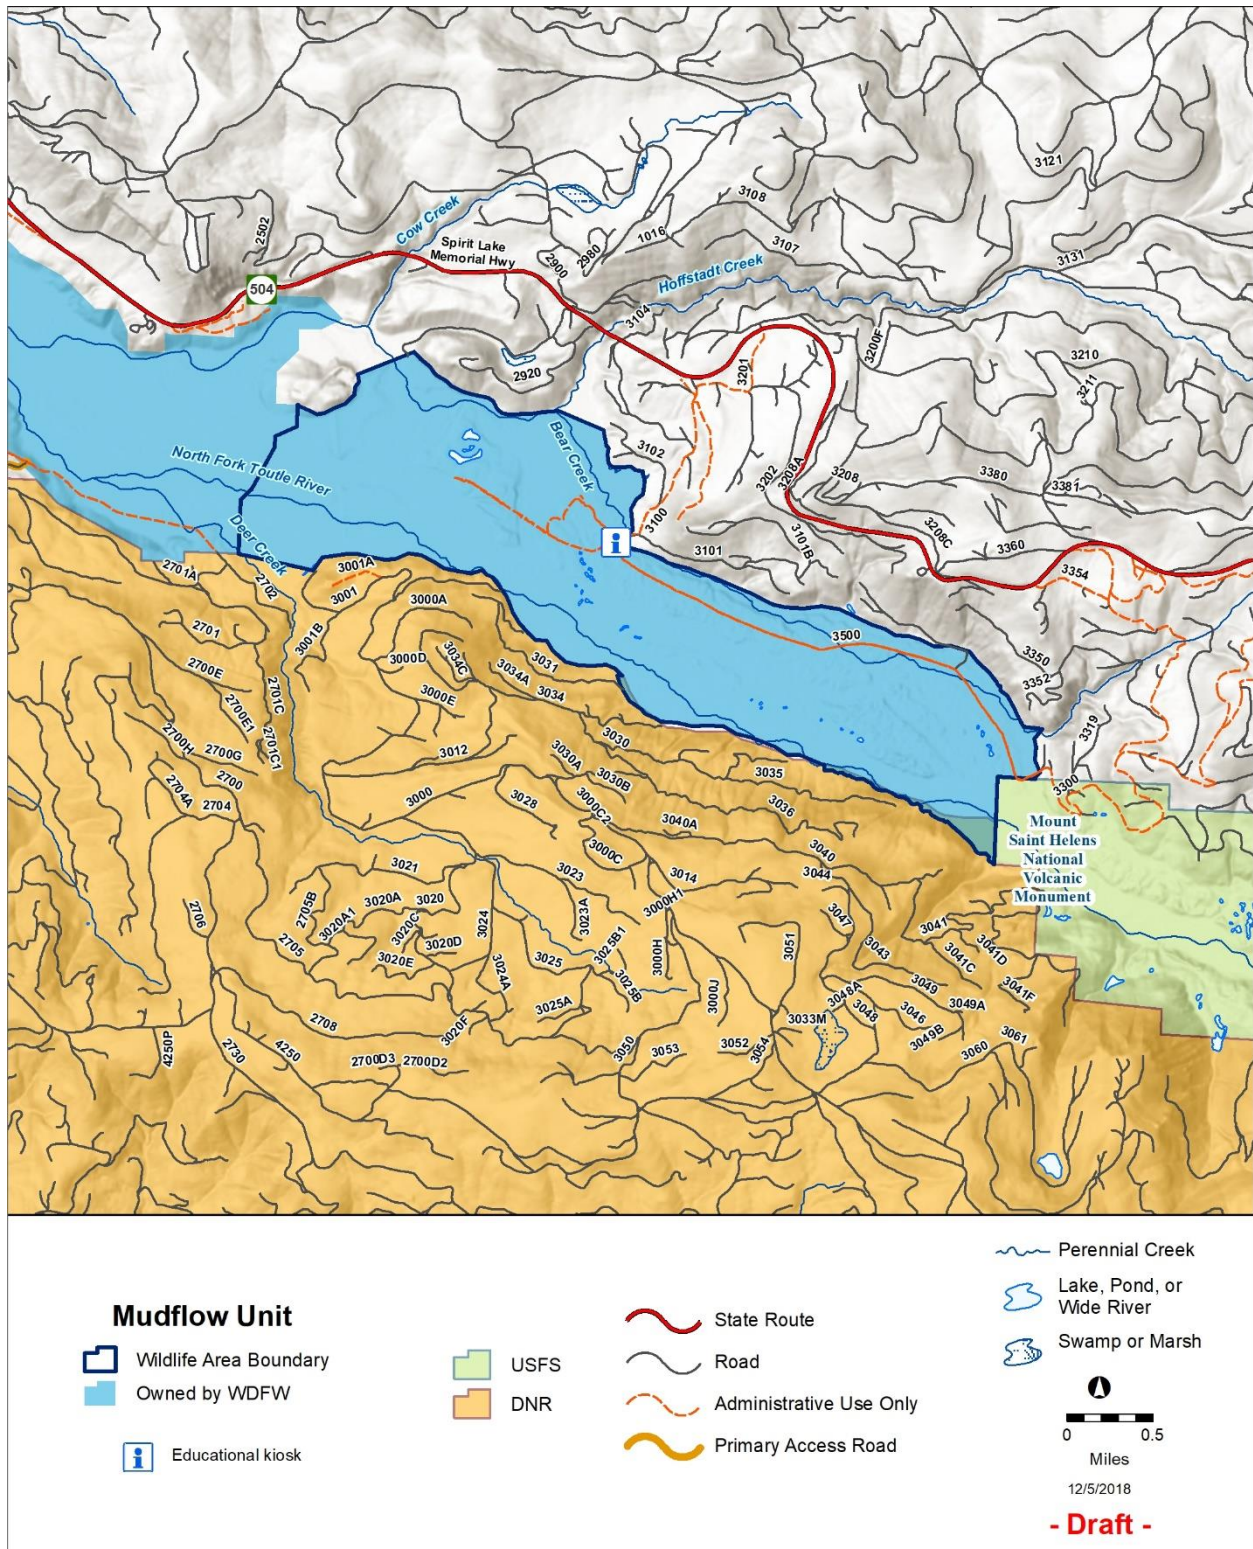 3121
3108
2502
Cow Creek
3107
1016
2980
Spirit Lake
Memorial Hwy
2900
3131
Hoffstadt Creek
504
3104
3200F
3210
2920
3201
3211
Bear Creek
3102
North Fork Toutle River
3202
3208A
3208
3380
3381
3100
Deer Creek
3101
3101B
3208C
3360
3001A
3354
2701A
2702
3001
3000A
3500
2701
3001B
3000D
3034C
3031
3350
2700E
3034A
3352
2701C
3000E
3034
2700E1
3319
2700H
2700G
2701C1
3012
3030
3030A
3035
2700
3030B
3300
2704A
2704
3000
3028
3000C2
3036
Mount
Saint Helens
National
Volcanic
Monument
3040A
3000C
3040
3021
3023
3014
3044
2705B
3020A
3020
3000H1
2706
3020A1
3020C
3024
3023A
3047
3041
2705
3020D
3025B1
3051
3043
3041D
3020E
3025
3000H
3041C
3024A
3025B
3049
3041F
3000J
3048A
3025A
3049A
2708
3020F
3033M
3048
3046
4250P
2730
4250
3050
3052
3049B
3061
2700D3
2700D2
3053
3054
3060
Mudflow Unit
Wildlife Area Boundary
Owned by WDFW
Educational kiosk
USFS
DNR
State Route
Road
Administrative Use Only
Primary Access Road
Perennial Creek
Lake, Pond, or
Wide River
Swamp or Marsh
0 0.5
Miles
12/5/2018
- Draft -